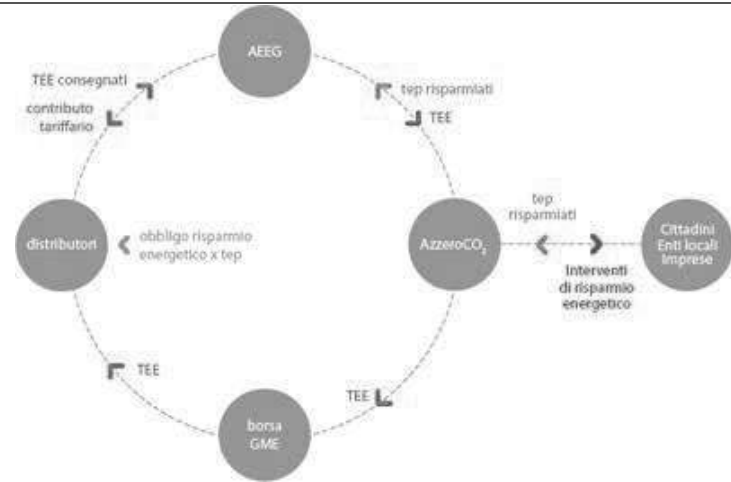 AEEG
TEE consegnati
contributo
tariffario
tep risparmiati
TEE
distributori
obbligo risparmio
energetico x tep
AzzeroCO₂
tep
risparmiati
Cittadini
Enti locali
Imprese
Interventi
di risparmio
energetico
TEE
TEE
borsa
GME